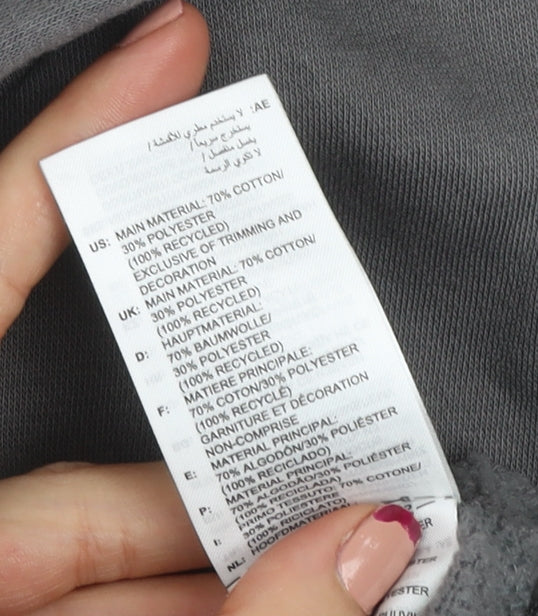 AE: لا يستخدم مطري للأقمشة /
يستخرج سريعا /
يغسل منفصل /
لا تكوي الرسمة
US: MAIN MATERIAL: 70% COTTON/
30% POLYESTER
(100% RECYCLED)
EXCLUSIVE OF TRIMMING AND
DECORATION
UK: MAIN MATERIAL: 70% COTTON/
30% POLYESTER
(100% RECYCLED)
D: HAUPTMATERIAL:
70% BAUMWOLLE/
30% POLYESTER
(100% RECYCLED)
F: MATIERE PRINCIPALE:
70% COTON/30% POLYESTER
(100% RECYCLÉ)
GARNITURE ET DÉCORATION
NON-COMPRISE
E: MATERIAL PRINCIPAL:
70% ALGODÓN/30% POLIÉSTER
(100% RECICLADO)
P: MATERIAL PRINCIPAL:
70% ALGODÃO/30% POLIÉSTER
(100% RECICLADA)
I: PRIMO TESSUTO: 70% COTONE/
30% POLIESTERE
(100% RICICLATO)
NL: HOOFDMATERIAAL